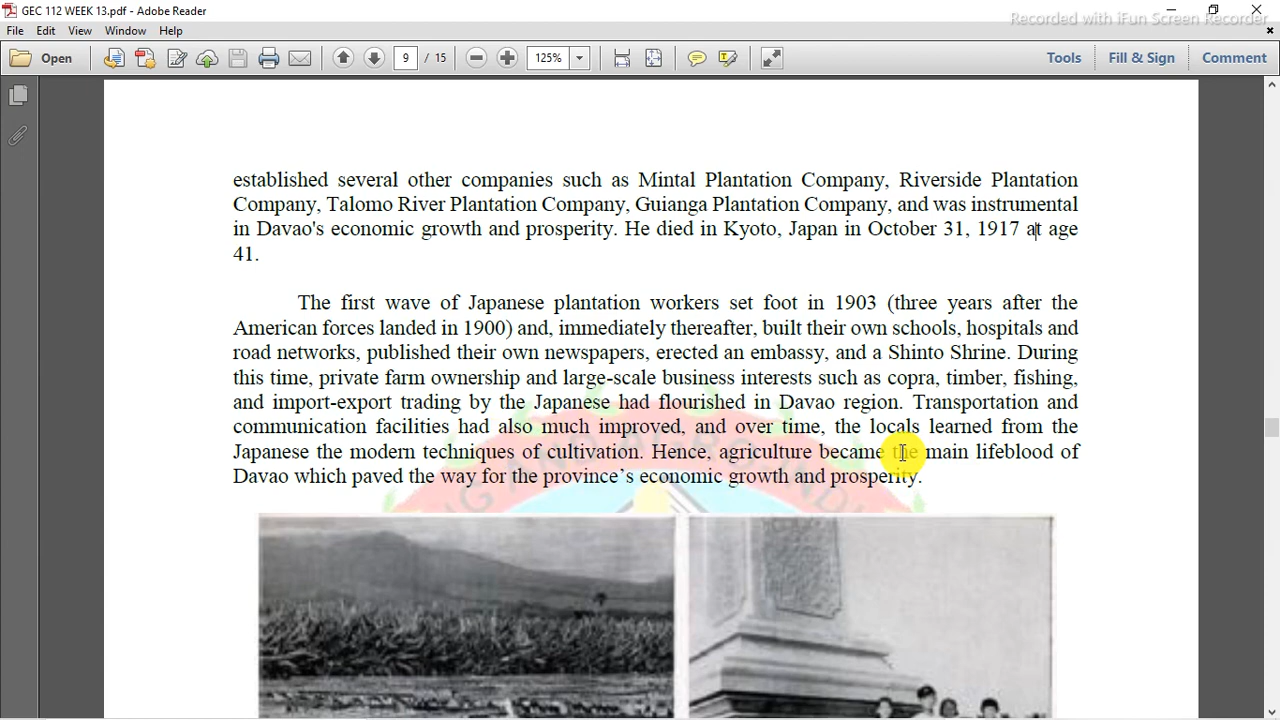 GEC 112 WEEK 13.pdf - Adobe Reader
Recorded with iFun Screen Recorder
File Edit View Window Help
Open 9 / 15 125% Tools Fill & Sign Comment
established several other companies such as Mintal Plantation Company, Riverside Plantation
Company, Talomo River Plantation Company, Guianga Plantation Company, and was instrumental
in Davao's economic growth and prosperity. He died in Kyoto, Japan in October 31, 1917 at age
41.
The first wave of Japanese plantation workers set foot in 1903 (three years after the
American forces landed in 1900) and, immediately thereafter, built their own schools, hospitals and
road networks, published their own newspapers, erected an embassy, and a Shinto Shrine. During
this time, private farm ownership and large-scale business interests such as copra, timber, fishing,
and import-export trading by the Japanese had flourished in Davao region. Transportation and
communication facilities had also much improved, and over time, the locals learned from the
Japanese the modern techniques of cultivation. Hence, agriculture became the main lifeblood of
Davao which paved the way for the province’s economic growth and prosperity.